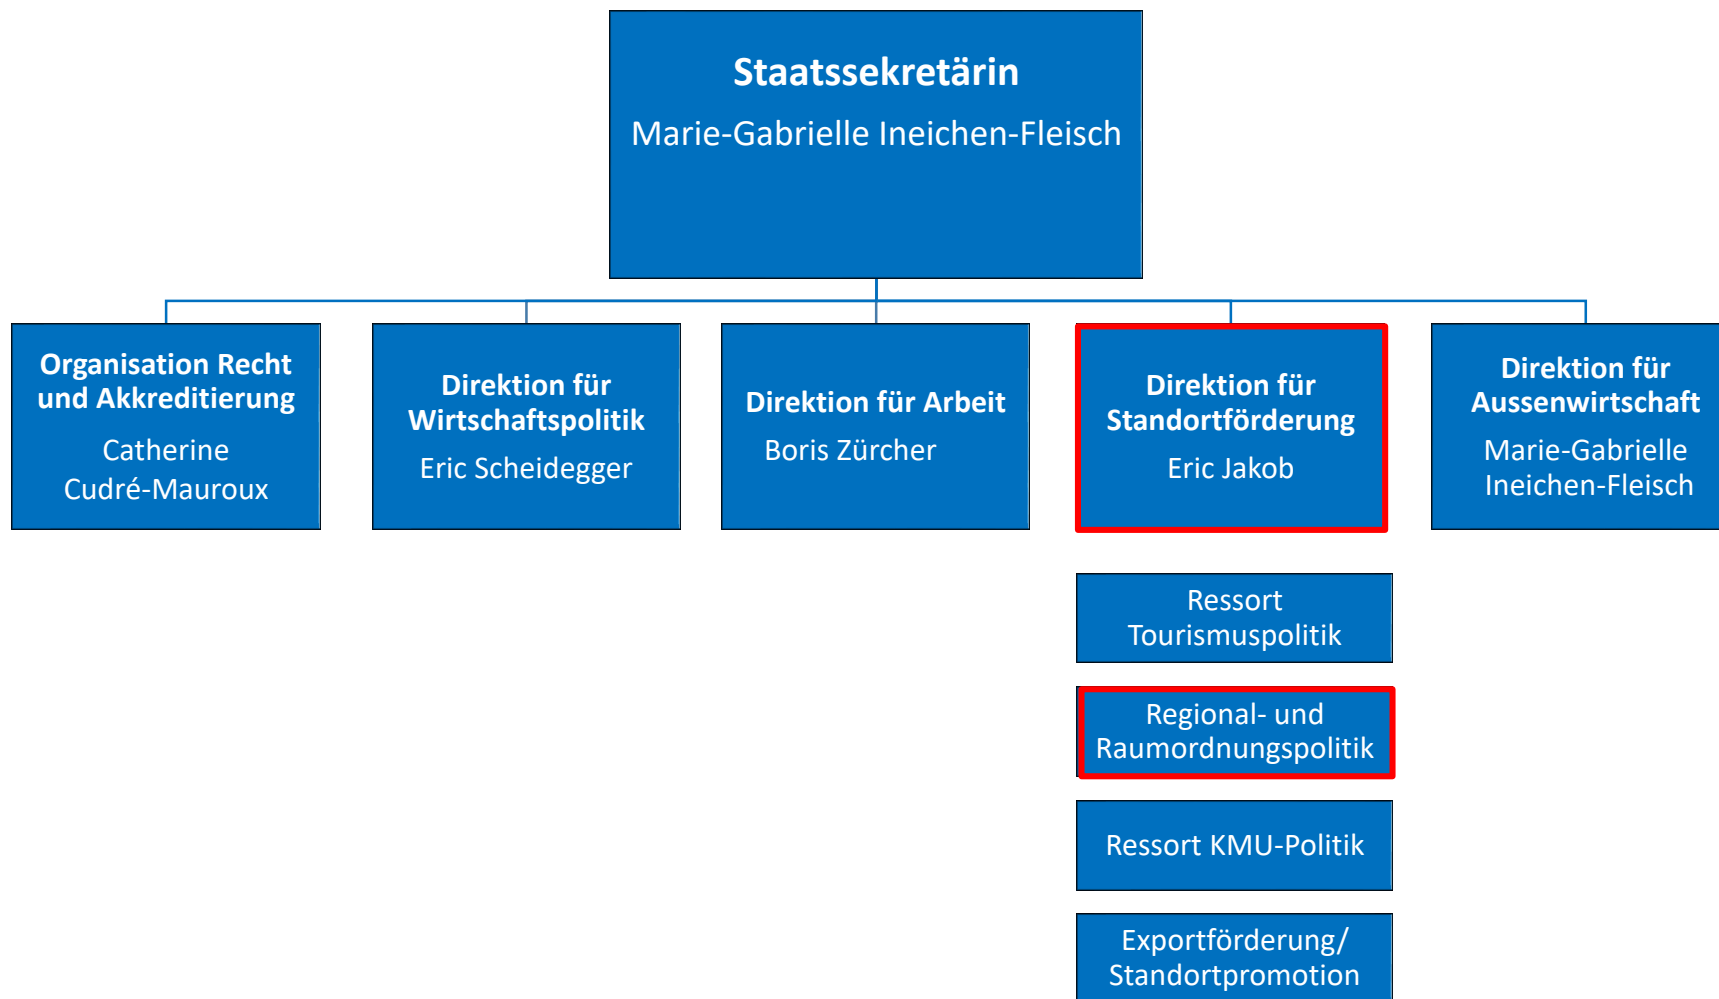 Staatssekretärin
Marie-Gabrielle Ineichen-Fleisch
Organisation Recht
und Akkreditierung
Catherine
Cudré-Mauroux
Direktion für
Wirtschaftspolitik
Eric Scheidegger
Direktion für Arbeit
Boris Zürcher
Direktion für
Standortförderung
Eric Jakob
Direktion für
Aussenwirtschaft
Marie-Gabrielle
Ineichen-Fleisch
Ressort
Tourismuspolitik
Regional- und
Raumordnungspolitik
Ressort KMU-Politik
Exportförderung/
Standortpromotion